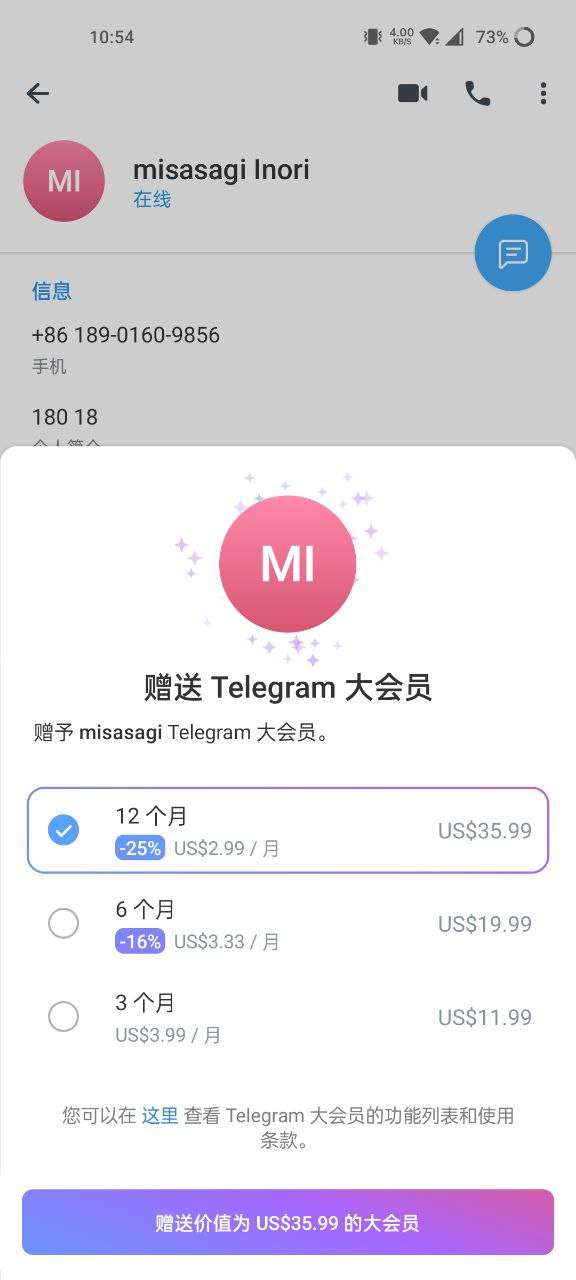 10:54
4.00
KB/S
73%
MI
misasagi Inori
在线
信息
+86 189-0160-9856
手机
180 18
个人简介
MI
赠送 Telegram 大会员
赠予 misasagi Telegram 大会员。
12 个月
US$35.99
-25% US$2.99 / 月
6 个月
US$19.99
-16% US$3.33 / 月
3 个月
US$11.99
US$3.99 / 月
您可以在 这里 查看 Telegram 大会员的功能列表和使用
条款。
赠送价值为 US$35.99 的大会员